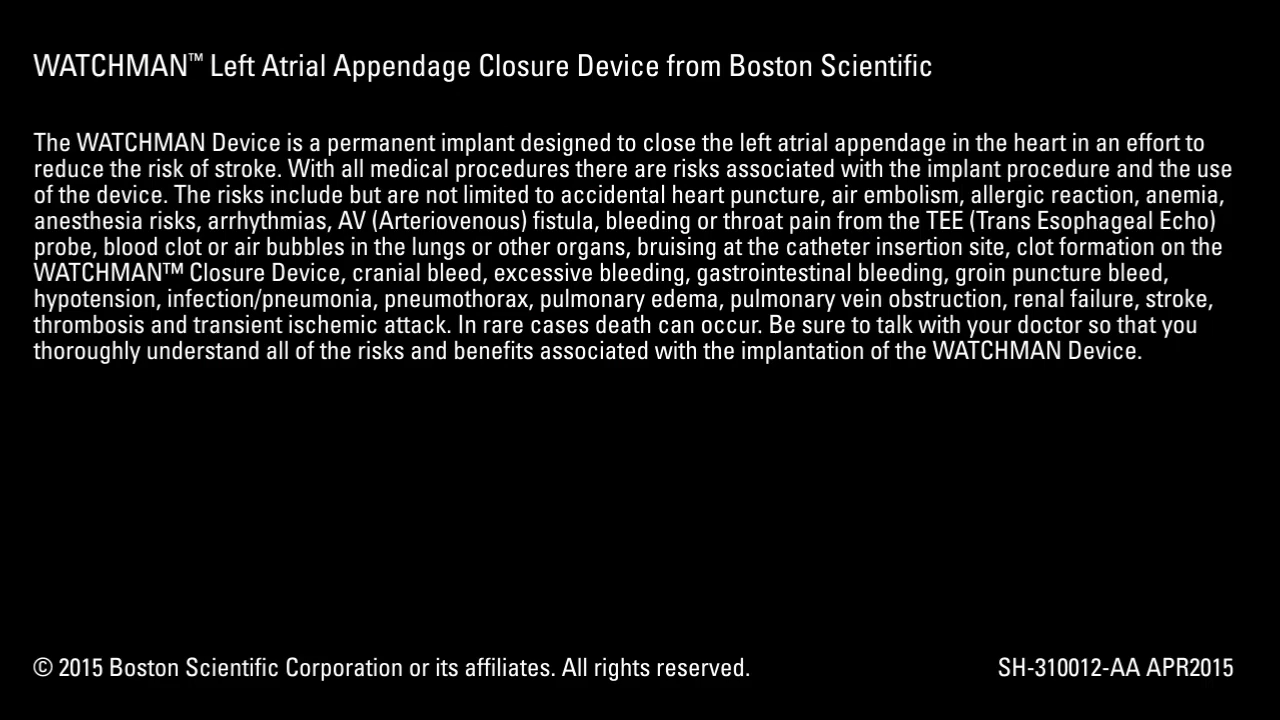 WATCHMAN™ Left Atrial Appendage Closure Device from Boston Scientific
The WATCHMAN Device is a permanent implant designed to close the left atrial appendage in the heart in an effort to
reduce the risk of stroke. With all medical procedures there are risks associated with the implant procedure and the use
of the device. The risks include but are not limited to accidental heart puncture, air embolism, allergic reaction, anemia,
anesthesia risks, arrhythmias, AV (Arteriovenous) fistula, bleeding or throat pain from the TEE (Trans Esophageal Echo)
probe, blood clot or air bubbles in the lungs or other organs, bruising at the catheter insertion site, clot formation on the
WATCHMAN™ Closure Device, cranial bleed, excessive bleeding, gastrointestinal bleeding, groin puncture bleed,
hypotension, infection/pneumonia, pneumothorax, pulmonary edema, pulmonary vein obstruction, renal failure, stroke,
thrombosis and transient ischemic attack. In rare cases death can occur. Be sure to talk with your doctor so that you
thoroughly understand all of the risks and benefits associated with the implantation of the WATCHMAN Device.
© 2015 Boston Scientific Corporation or its affiliates. All rights reserved.
SH-310012-AA APR2015